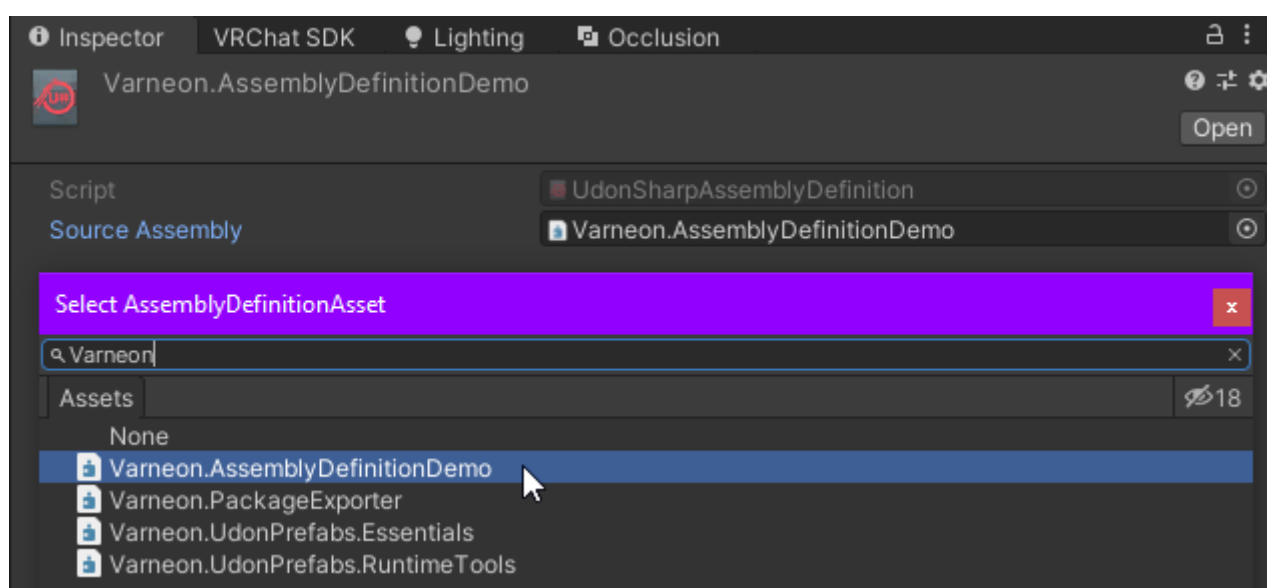 Inspector VRChat SDK Lighting Occlusion
Varneon.AssemblyDefinitionDemo
Open
Script UdonSharpAssemblyDefinition
Source Assembly Varneon.AssemblyDefinitionDemo
Select AssemblyDefinitionAsset x
Varneon
Assets 18
None
Varneon.AssemblyDefinitionDemo
Varneon.PackageExporter
Varneon.UdonPrefabs.Essentials
Varneon.UdonPrefabs.RuntimeTools